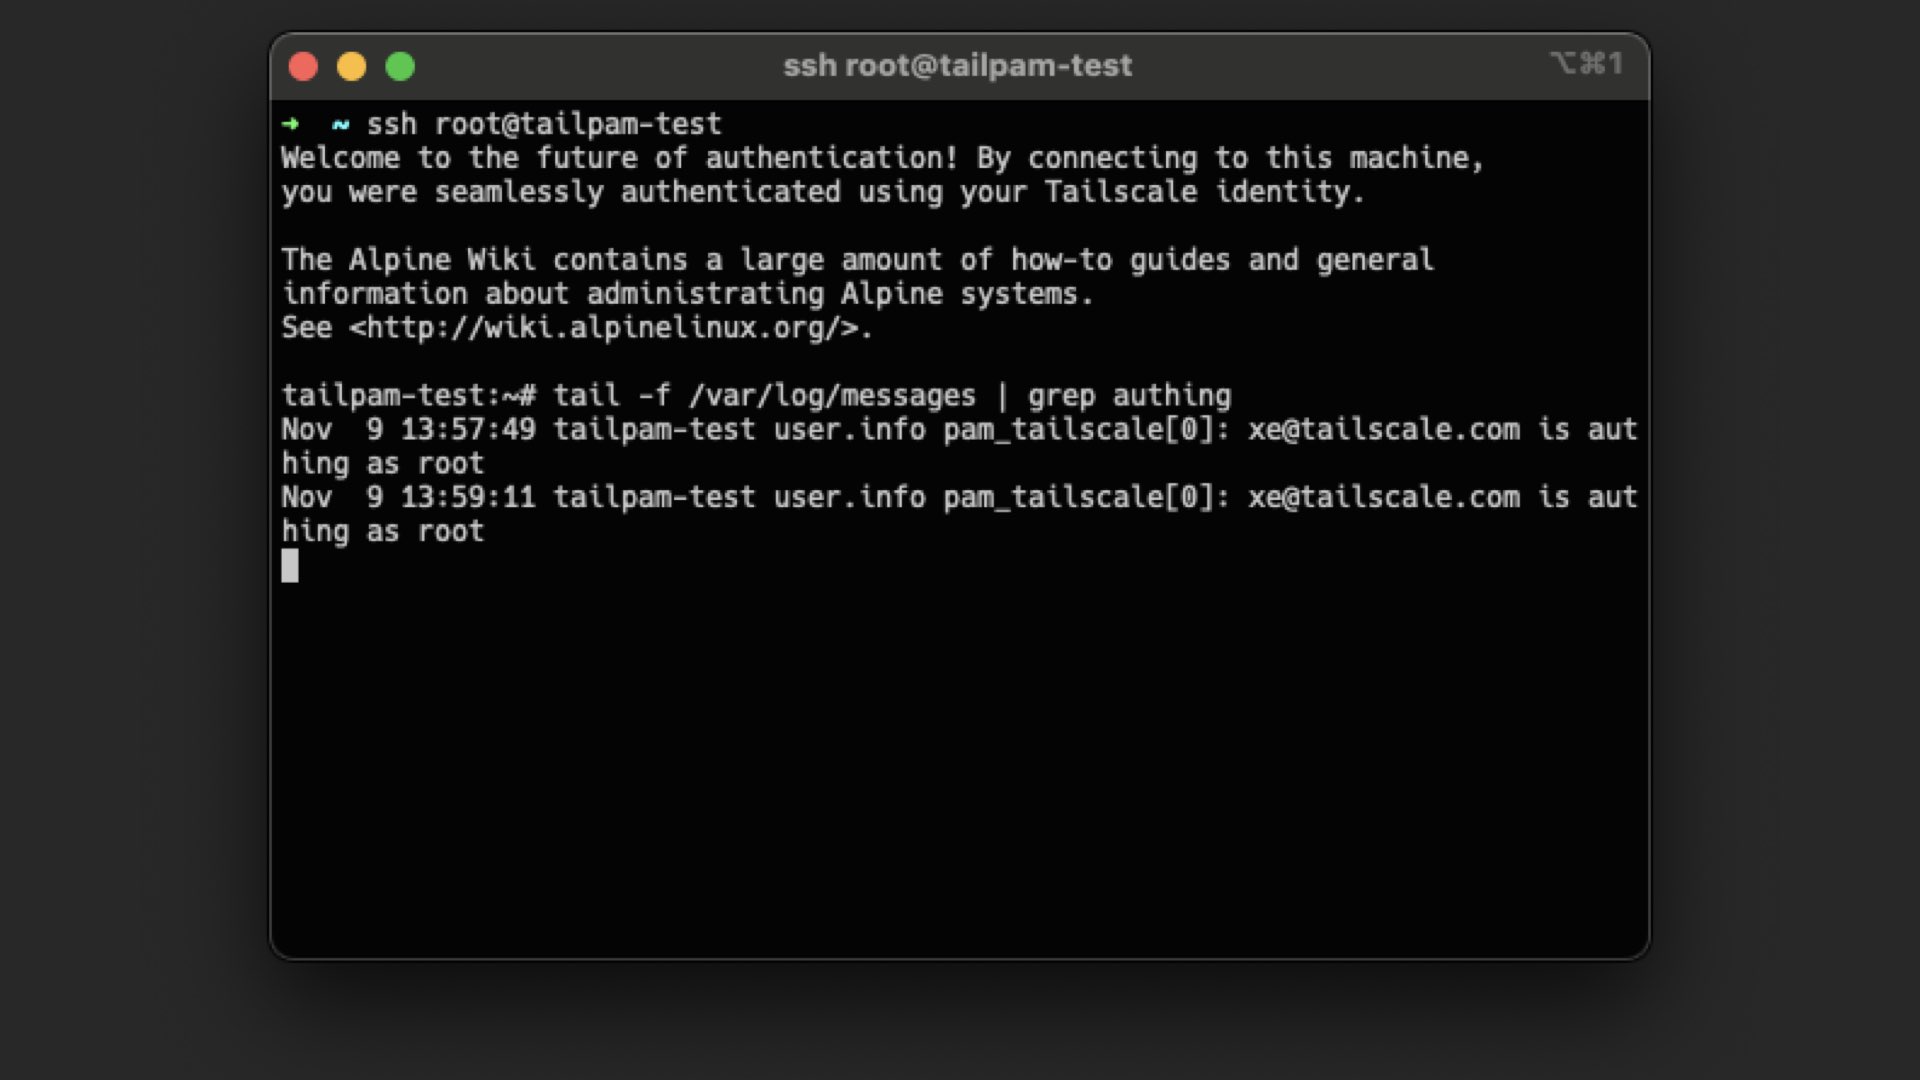 ssh root@tailpam-test
⌥⌘1
➜  ~ ssh root@tailpam-test
Welcome to the future of authentication! By connecting to this machine,
you were seamlessly authenticated using your Tailscale identity.
The Alpine Wiki contains a large amount of how-to guides and general
information about administrating Alpine systems.
See <http://wiki.alpinelinux.org/>.
tailpam-test:~# tail -f /var/log/messages | grep authing
Nov  9 13:57:49 tailpam-test user.info pam_tailscale[0]: xe@tailscale.com is aut
hing as root
Nov  9 13:59:11 tailpam-test user.info pam_tailscale[0]: xe@tailscale.com is aut
hing as root